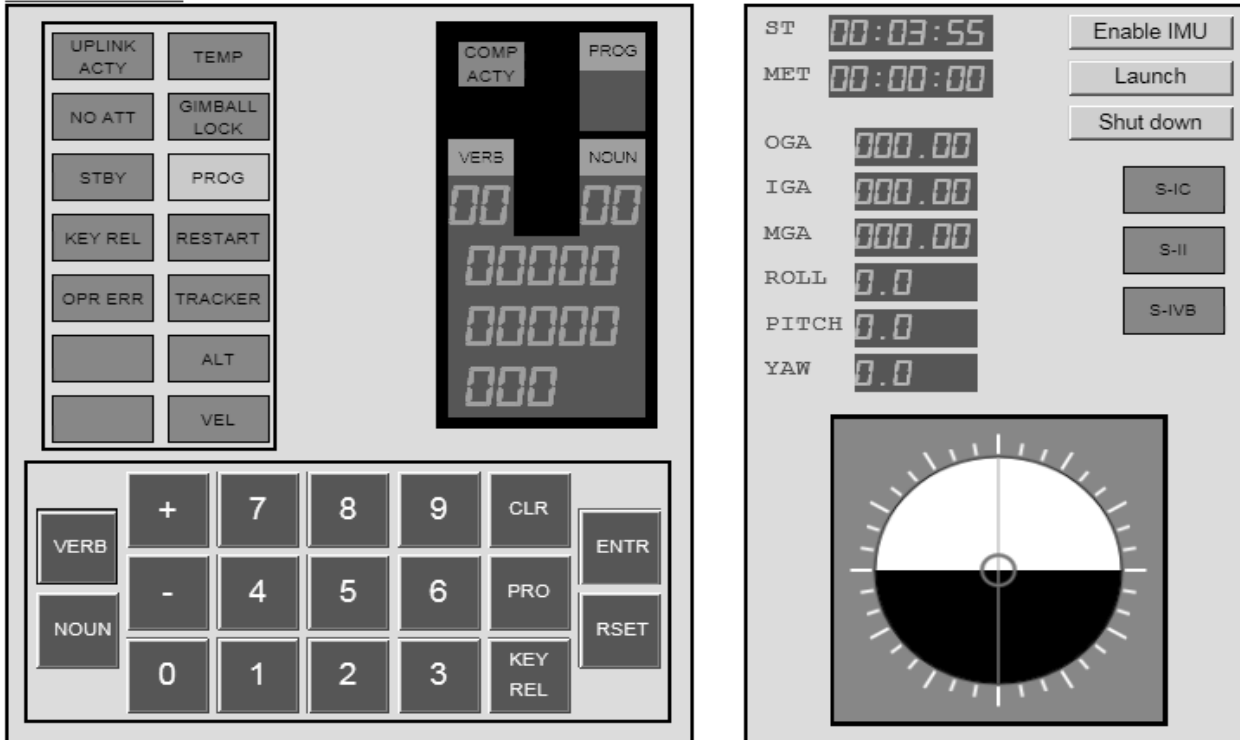 UPLINK
ACTY
TEMP
NO ATT
GIMBALL
LOCK
STBY
PROG
KEY REL
RESTART
OPR ERR
TRACKER
ALT
VEL
COMP
ACTY
PROG
VERB
NOUN
00
00
00000
00000
000
VERB
NOUN
+
7
8
9
CLR
-
4
5
6
PRO
0
1
2
3
KEY
REL
ENTR
RSET
ST 00:03:55
MET 00:00:00
OGA 000.00
IGA 000.00
MGA 000.00
ROLL 0.0
PITCH 0.0
YAW 0.0
Enable IMU
Launch
Shut down
S-IC
S-II
S-IVB